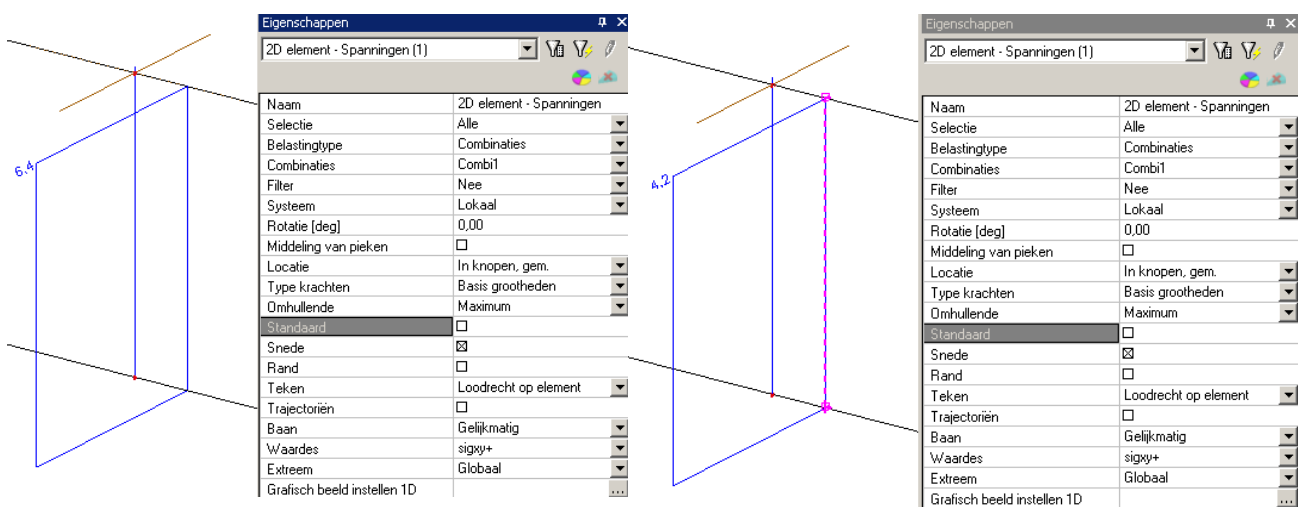 6,4
Eigenschappen
2D element - Spanningen (1)
Naam 2D element - Spanningen
Selectie Alle
Belastingtype Combinaties
Combinaties Combi1
Filter Nee
Systeem Lokaal
Rotatie [deg] 0,00
Middeling van pieken
Locatie In knopen, gem.
Type krachten Basis grootheden
Omhullende Maximum
Standaard
Snede
Rand
Teken Loodrecht op element
Trajectoriën
Baan Gelijkmatig
Waardes sigxy+
Extreem Globaal
Grafisch beeld instellen 1D ...
4,2
Eigenschappen
2D element - Spanningen (1)
Naam 2D element - Spanningen
Selectie Alle
Belastingtype Combinaties
Combinaties Combi1
Filter Nee
Systeem Lokaal
Rotatie [deg] 0,00
Middeling van pieken
Locatie In knopen, gem.
Type krachten Basis grootheden
Omhullende Maximum
Standaard
Snede
Rand
Teken Loodrecht op element
Trajectoriën
Baan Gelijkmatig
Waardes sigxy+
Extreem Globaal
Grafisch beeld instellen 1D ...